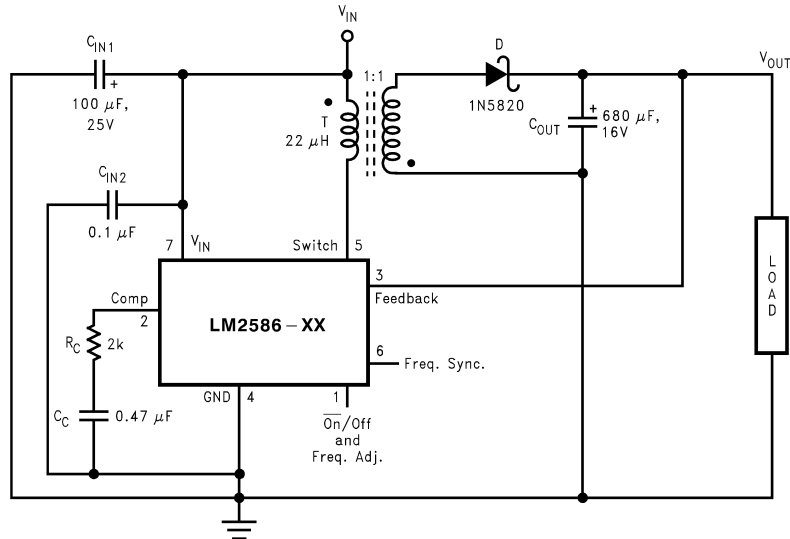 V_IN
C_IN1
+
100 μF,
25V
1:1
T
22 μH
D
1N5820
V_OUT
C_OUT
+
680 μF,
16V
C_IN2
0.1 μF
7 V_IN
Switch 5
3
Feedback
LOAD
Comp
2
LM2586-XX
R_C 2k
6
Freq. Sync.
GND 4
1
C_C 0.47 μF
O̅n̅/Off
and
Freq. Adj.